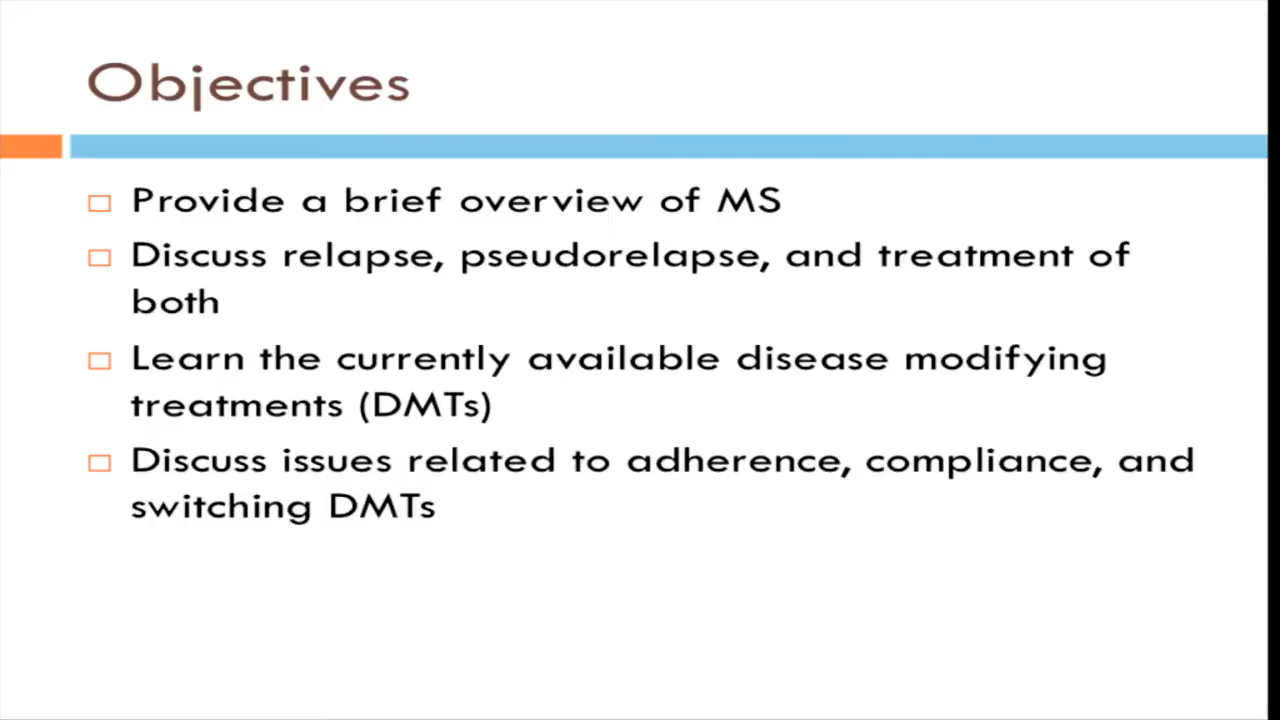 Objectives
Provide a brief overview of MS
Discuss relapse, pseudorelapse, and treatment of
both
Learn the currently available disease modifying
treatments (DMTs)
Discuss issues related to adherence, compliance, and
switching DMTs